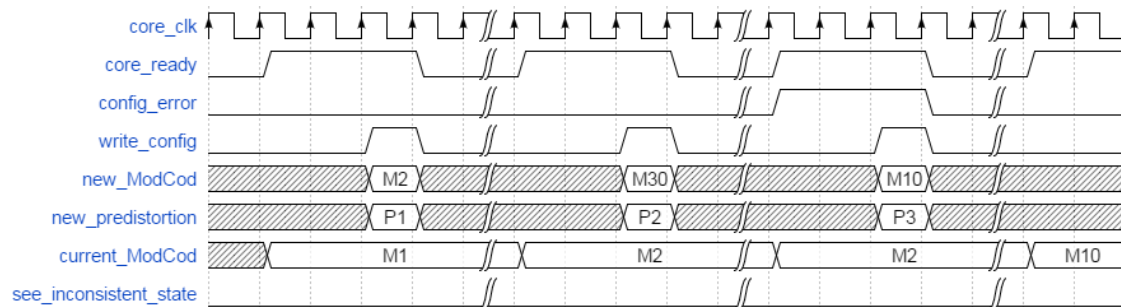 core_clk
core_ready
config_error
write_config
new_ModCod M2 M30 M10
new_predistortion P1 P2 P3
current_ModCod M1 M2 M2 M10
see_inconsistent_state